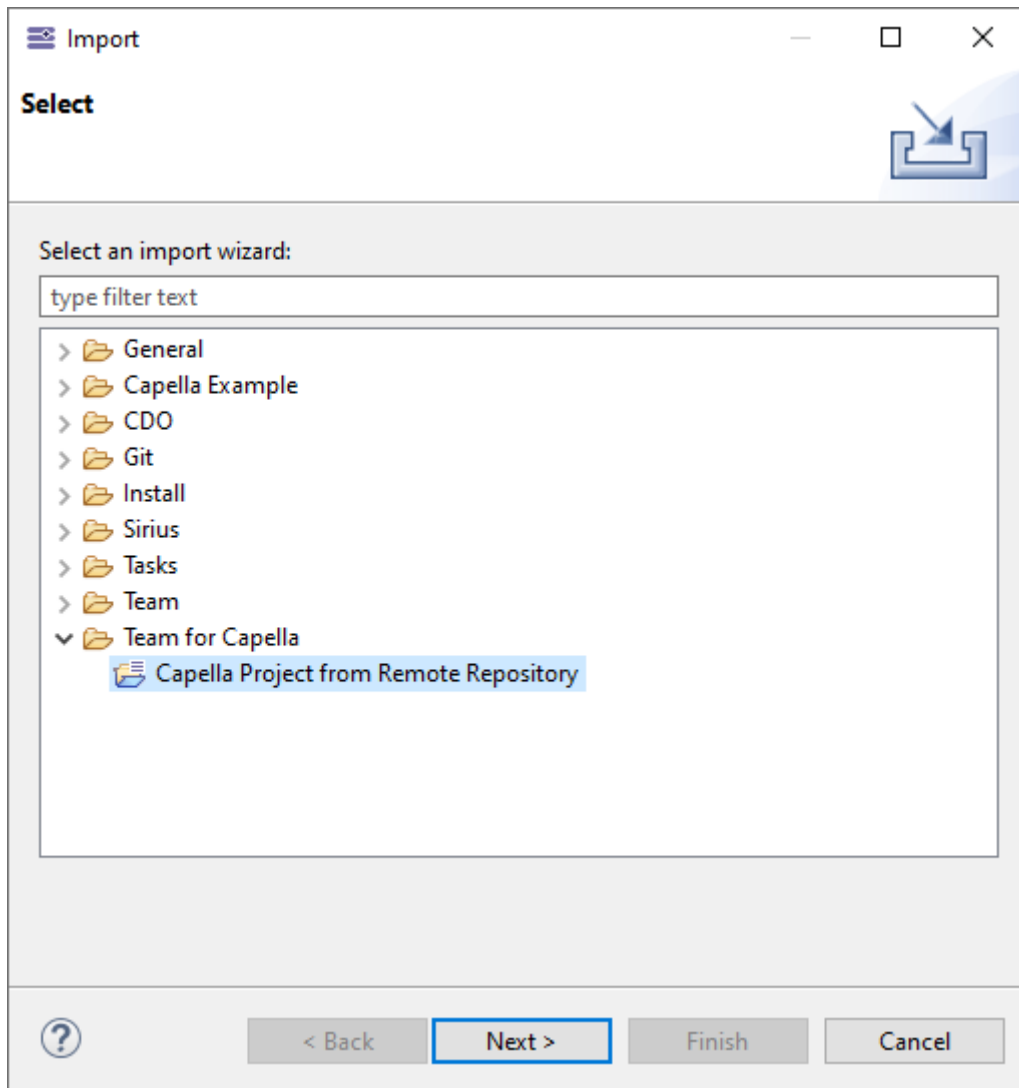 Import
Select
Select an import wizard:
type filter text
General
Capella Example
CDO
Git
Install
Sirius
Tasks
Team
Team for Capella
Capella Project from Remote Repository
? < Back Next > Finish Cancel